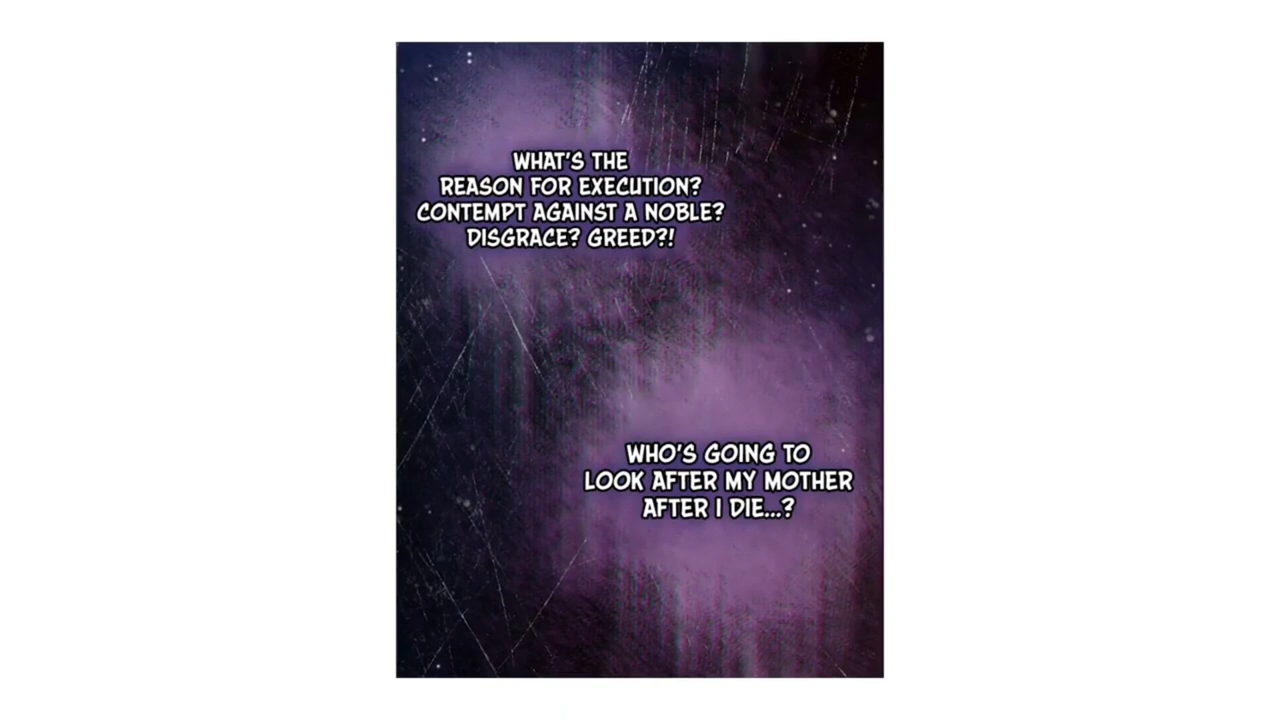 WHAT'S THE
REASON FOR EXECUTION?
CONTEMPT AGAINST A NOBLE?
DISGRACE? GREED?!
WHO'S GOING TO
LOOK AFTER MY MOTHER
AFTER I DIE...?